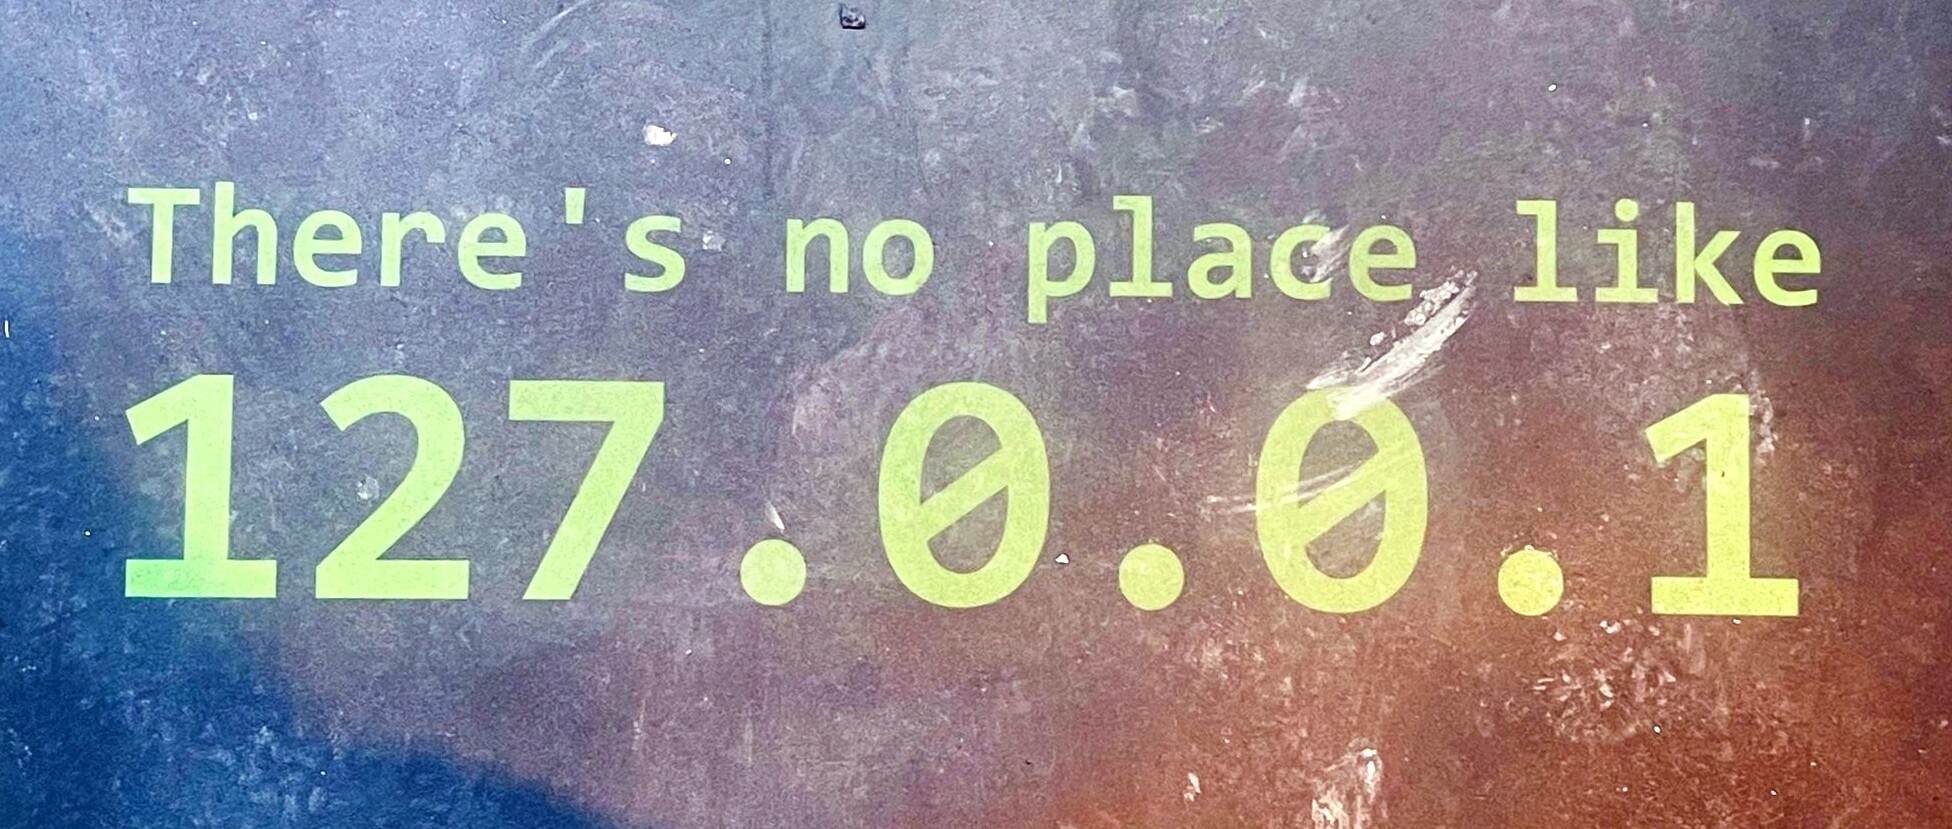 There's no place like
127.0.0.1